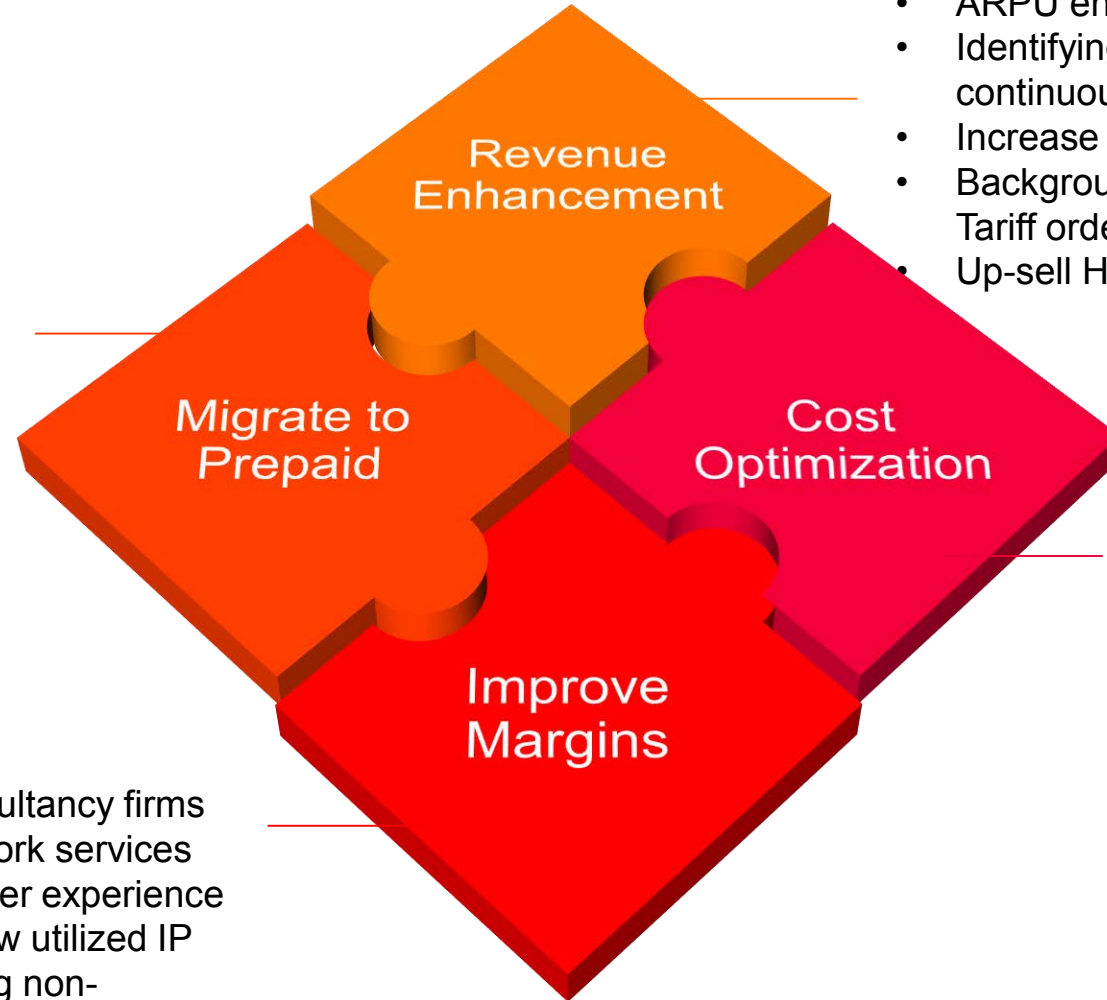 • ARPU en
• Identifying
continuou
• Increase
• Backgrou
Tariff orde
• Up-sell H
Revenue
Enhancement
Migrate to
Prepaid
Cost
Optimization
Improve
Margins
ultancy firms
ork services
er experience
w utilized IP
g non-